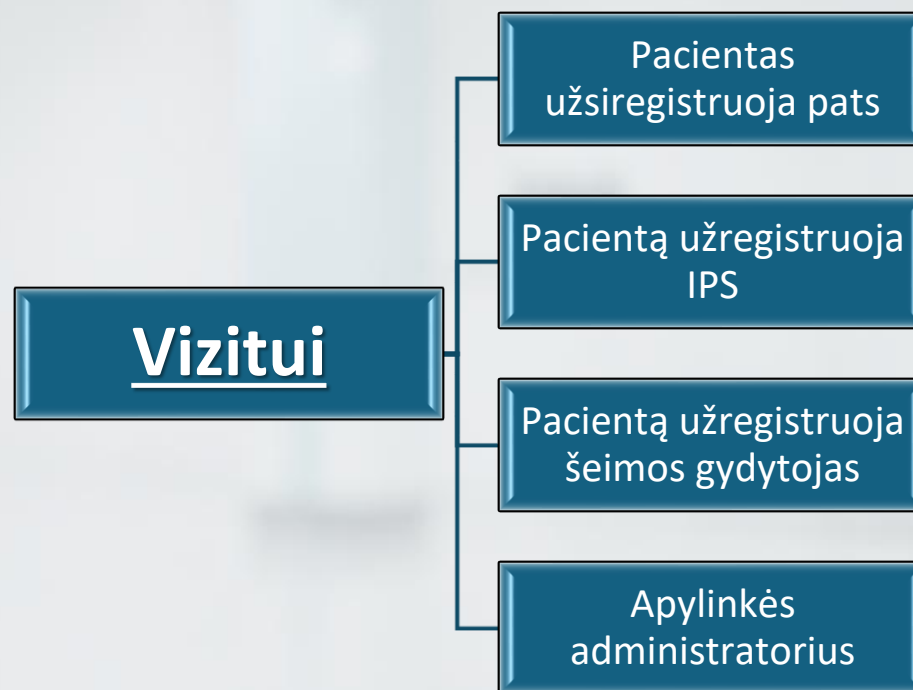 Pacientas
užsiregistruoja pats
Pacientą užregistruoja
IPS
Vizitui
Pacientą užregistruoja
šeimos gydytojas
Apylinkės
administratorius